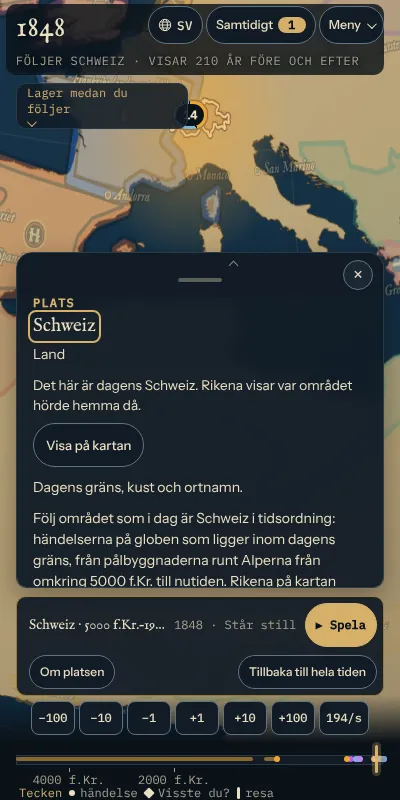 1848
SV
Samtidigt 1
Meny
FÖLJER SCHWEIZ · VISAR 210 ÅR FÖRE OCH EFTER
Lager medan du
följer
14
Monaco
San Marino
Andorra
H
PLATS
Schweiz
Land
Det här är dagens Schweiz. Rikena visar var området
hörde hemma då.
Visa på kartan
Dagens gräns, kust och ortnamn.
Följ området som i dag är Schweiz i tidsordning:
händelserna på globen som ligger inom dagens
gräns, från pålbyggnaderna runt Alperna från
omkring 5000 f.Kr. till nutiden. Rikena på kartan
Schweiz · 5000 f.Kr.–19… 1848 · Står still
▶ Spela
Om platsen
Tillbaka till hela tiden
−100 −10 −1 +1 +10 +100 194/s
4000 f.Kr. 2000 f.Kr.
Tecken ● händelse ◆ Visste du? resa